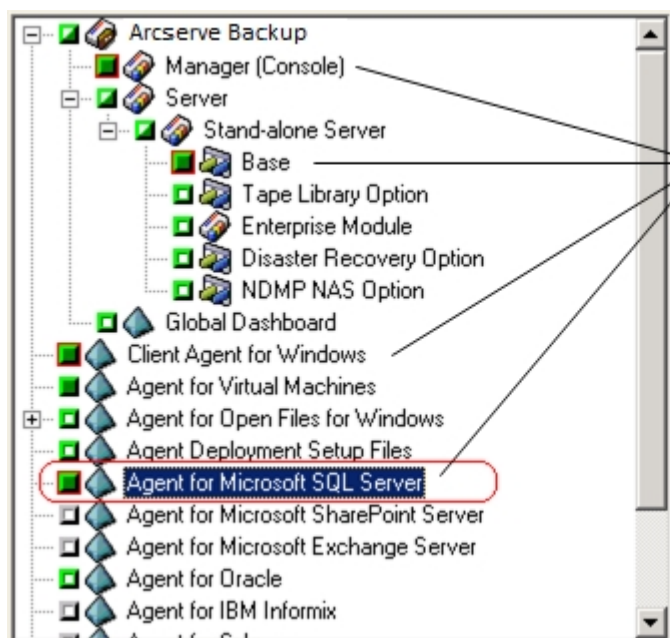 Arcserve Backup
Manager (Console)
Server
Stand-alone Server
Base
Tape Library Option
Enterprise Module
Disaster Recovery Option
NDMP NAS Option
Global Dashboard
Client Agent for Windows
Agent for Virtual Machines
Agent for Open Files for Windows
Agent Deployment Setup Files
Agent for Microsoft SQL Server
Agent for Microsoft SharePoint Server
Agent for Microsoft Exchange Server
Agent for Oracle
Agent for IBM Informix
Agent for